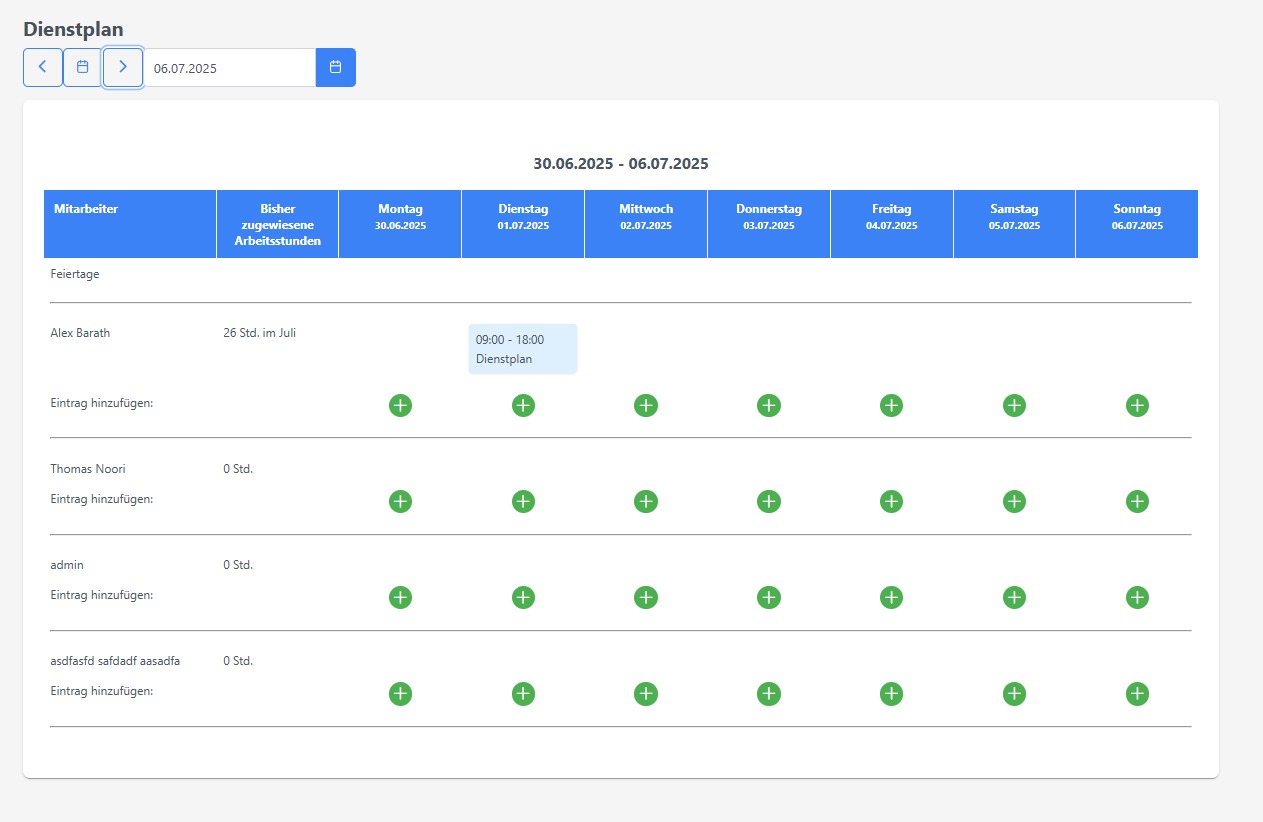 Dienstplan
06.07.2025
30.06.2025 - 06.07.2025
Mitarbeiter
Bisher
zugewiesene
Arbeitsstunden
Montag
30.06.2025
Dienstag
01.07.2025
Mittwoch
02.07.2025
Donnerstag
03.07.2025
Freitag
04.07.2025
Samstag
05.07.2025
Sonntag
06.07.2025
Feiertage
Alex Barath
26 Std. im Juli
09:00 - 18:00
Dienstplan
Eintrag hinzufügen:
Thomas Noori
0 Std.
Eintrag hinzufügen:
admin
0 Std.
Eintrag hinzufügen:
asdfasfd safdadf aasadfa
0 Std.
Eintrag hinzufügen: